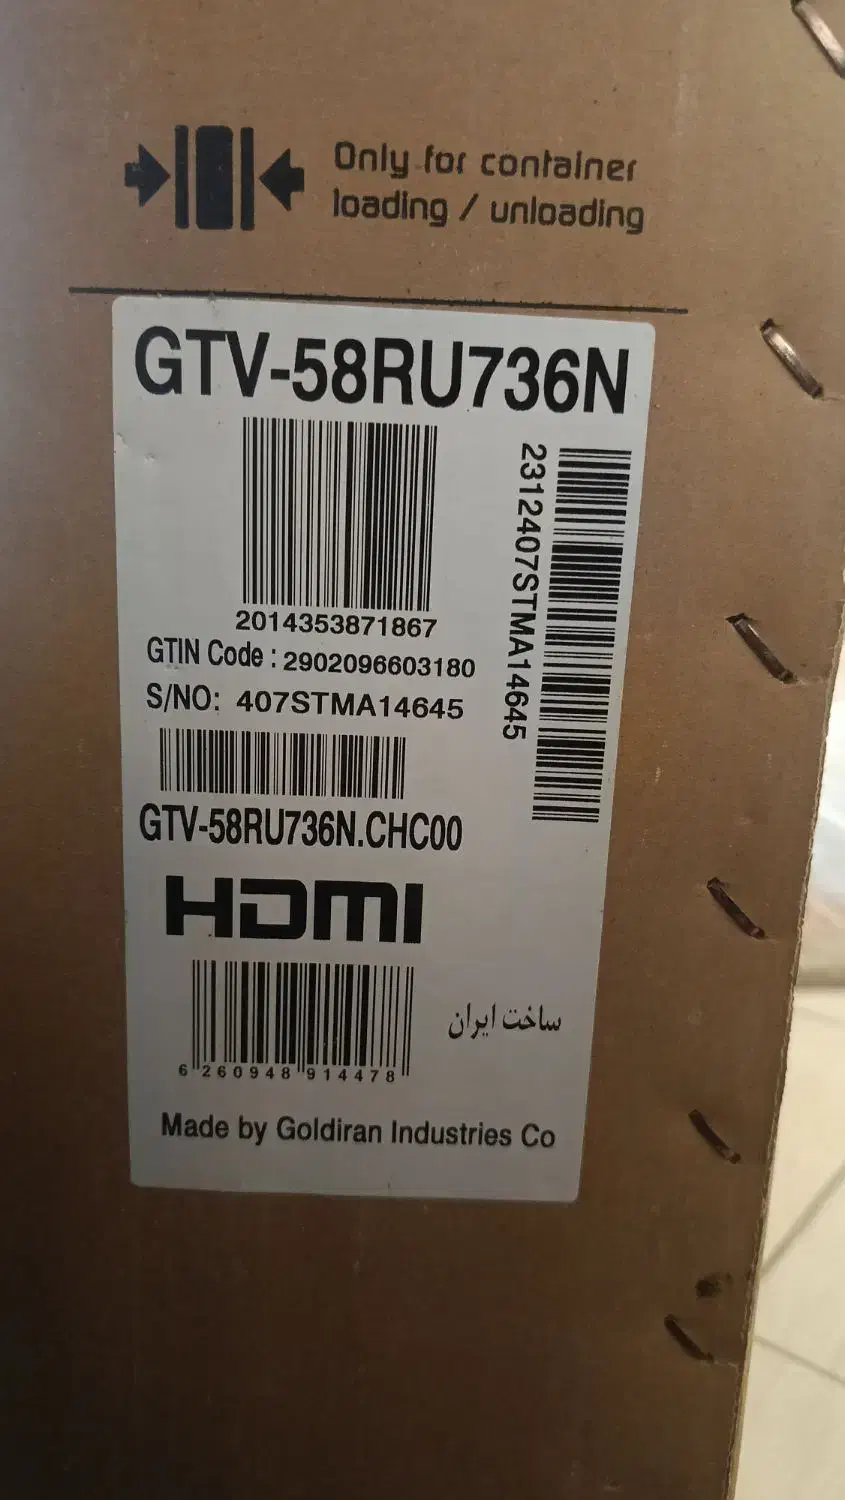 Only for container
loading / unloading
GTV-58RU736N
2014353871867
2312407STMA14645
GTIN Code : 2902096603180
S/NO: 407STMA14645
GTV-58RU736N.CHC00
HDMI
ساخت ایران
6 260948 914478
Made by Goldiran Industries Co